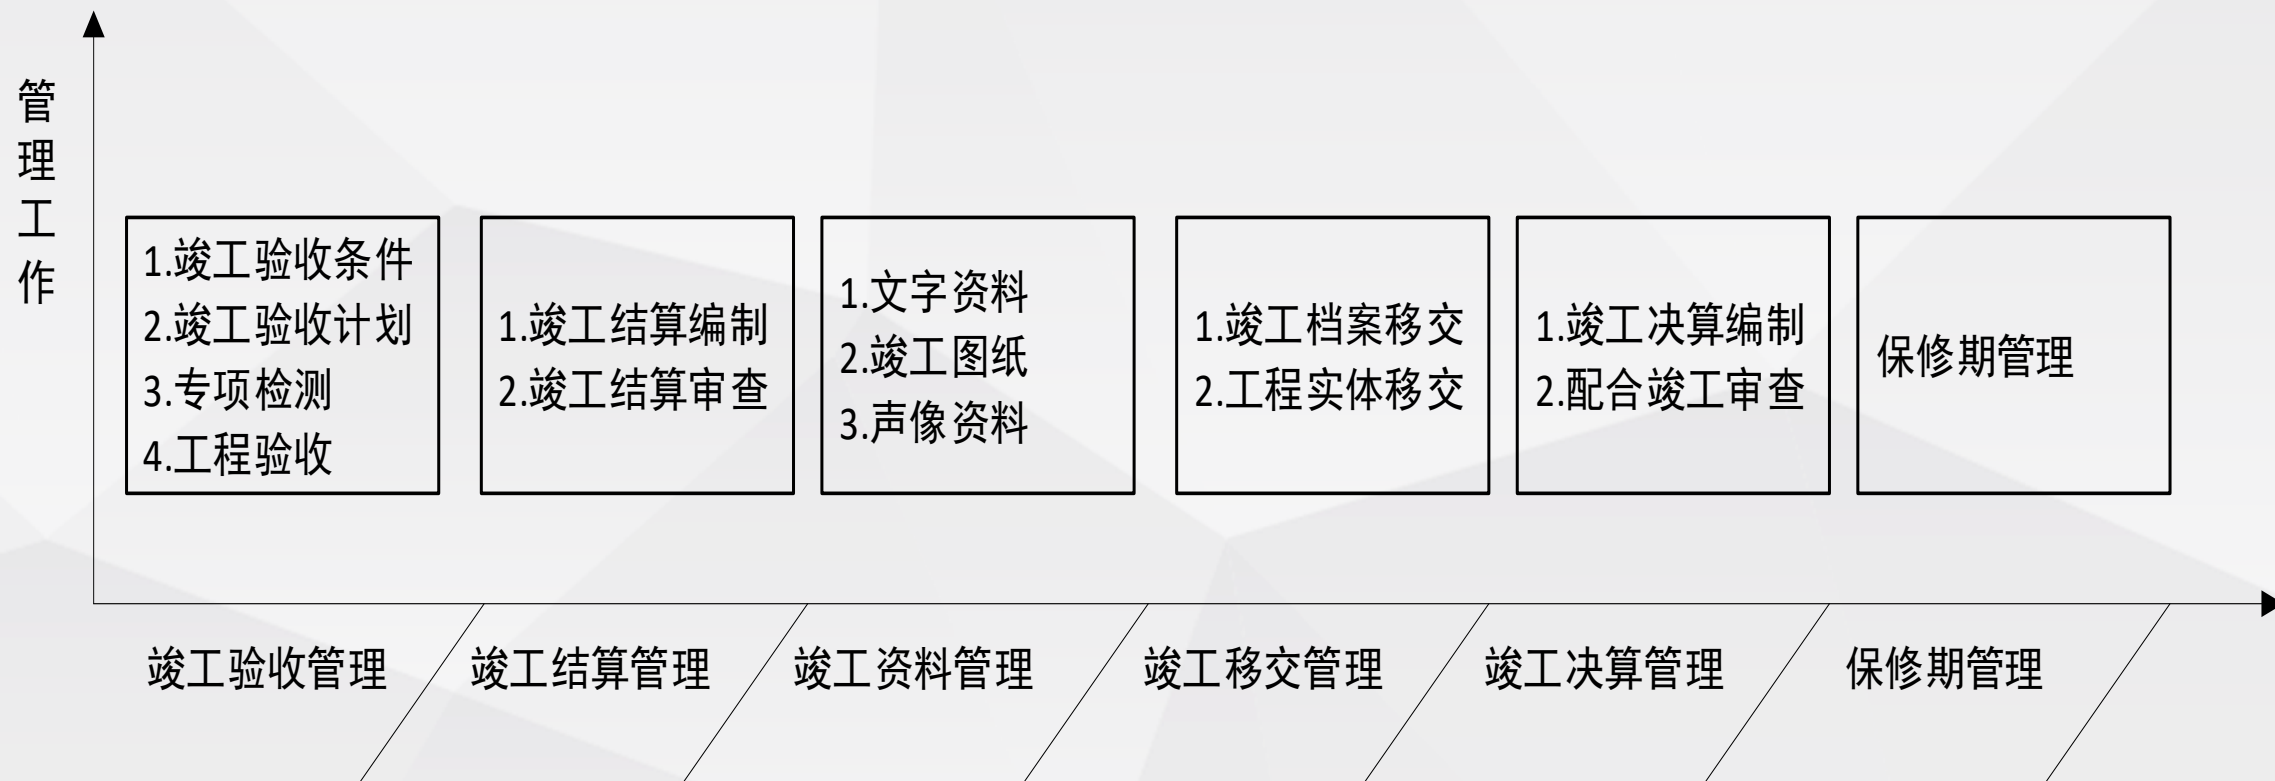 管理工作
1.竣工验收条件
2.竣工验收计划
3.专项检测
4.工程验收
1.竣工结算编制
2.竣工结算审查
1.文字资料
2.竣工图纸
3.声像资料
1.竣工档案移交
2.工程实体移交
1.竣工决算编制
2.配合竣工审查
保修期管理
竣工验收管理
竣工结算管理
竣工资料管理
竣工移交管理
竣工决算管理
保修期管理